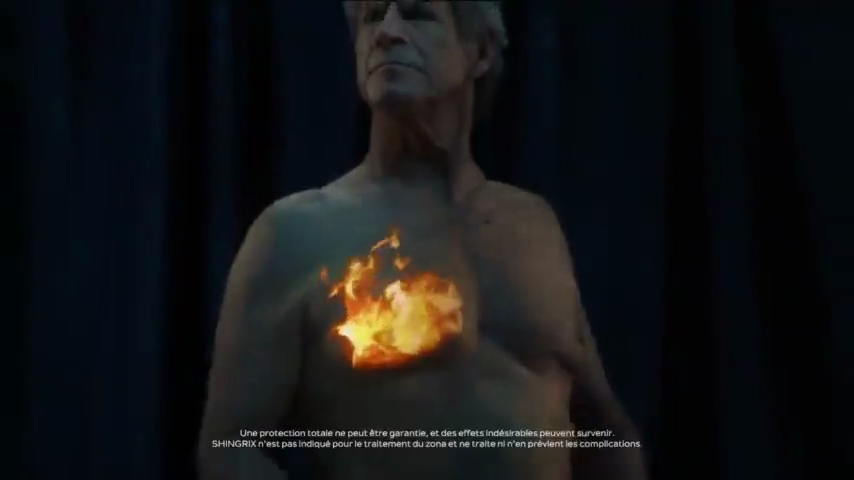 Une protection totale ne peut être garantie, et des effets indésirables peuvent survenir.
SHINGRIX n'est pas indiqué pour le traitement du zona et ne traite ni n'en prévient les complications.